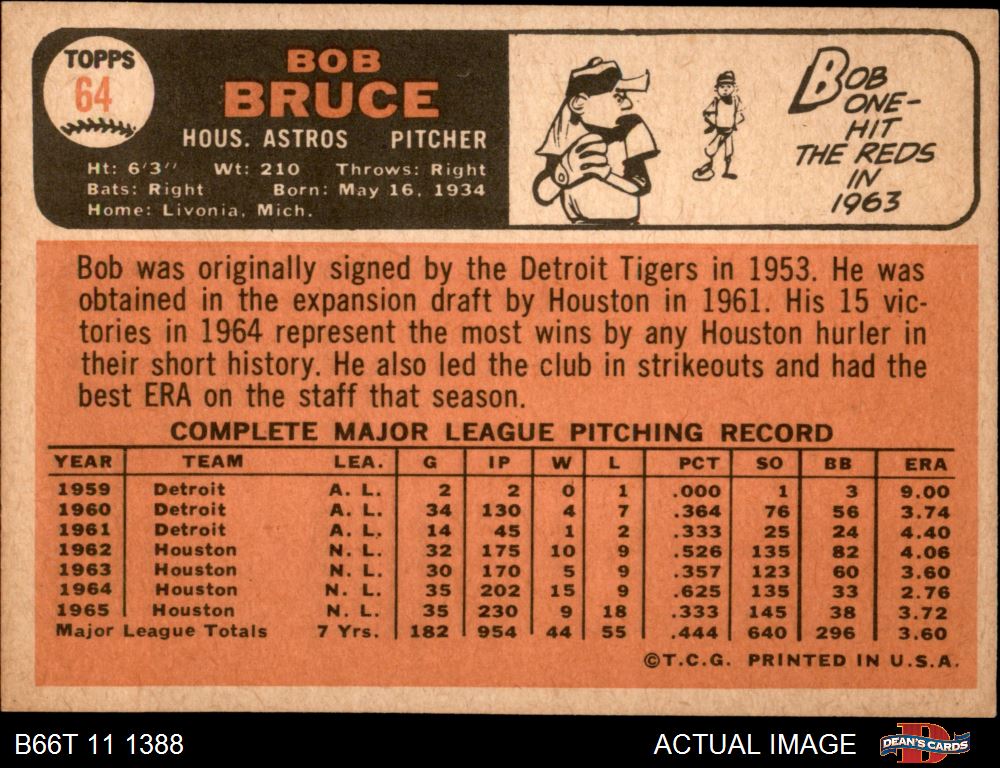 TOPPS
64
BOB
BRUCE
HOUS. ASTROS PITCHER
Ht: 6'3" Wt: 210 Throws: Right
Bats: Right Born: May 16, 1934
Home: Livonia, Mich.
BOB
ONE-
HIT
THE REDS
IN
1963
Bob was originally signed by the Detroit Tigers in 1953. He was
obtained in the expansion draft by Houston in 1961. His 15 vic-
tories in 1964 represent the most wins by any Houston hurler in
their short history. He also led the club in strikeouts and had the
best ERA on the staff that season.
COMPLETE MAJOR LEAGUE PITCHING RECORD
YEAR TEAM LEA. G IP W L PCT SO BB ERA
1959 Detroit A. L. 2 2 0 1 .000 1 3 9.00
1960 Detroit A. L. 34 130 4 7 .364 76 56 3.74
1961 Detroit A. L. 14 45 1 2 .333 25 24 4.40
1962 Houston N. L. 32 175 10 9 .526 135 82 4.06
1963 Houston N. L. 30 170 5 9 .357 123 60 3.60
1964 Houston N. L. 35 202 15 9 .625 135 33 2.76
1965 Houston N. L. 35 230 9 18 .333 145 38 3.72
Major League Totals 7 Yrs. 182 954 44 55 .444 640 296 3.60
©T.C.G. PRINTED IN U.S.A.
B66T 11 1388 ACTUAL IMAGE DEAN'S CARDS